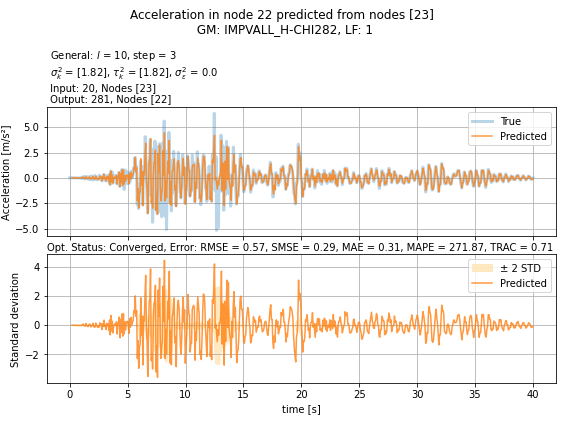 Acceleration in node 22 predicted from nodes [23]
GM: IMPVALL_H-CHI282, LF: 1
General: l = 10, step = 3
σ²ₖ = [1.82], τ²ₖ = [1.82], σ²ε = 0.0
Input: 20, Nodes [23]
Output: 281, Nodes [22]
True
Predicted
5.0
2.5
0.0
−2.5
−5.0
Acceleration [m/s²]
Opt. Status: Converged, Error: RMSE = 0.57, SMSE = 0.29, MAE = 0.31, MAPE = 271.87, TRAC = 0.71
± 2 STD
Predicted
4
2
0
−2
Standard deviation
0 5 10 15 20 25 30 35 40
time [s]